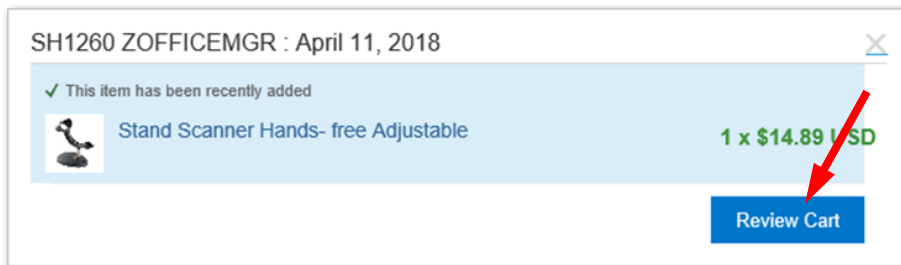 SH1260 ZOFFICEMGR : April 11, 2018
This item has been recently added
Stand Scanner Hands- free Adjustable
1 x $14.89 USD
Review Cart